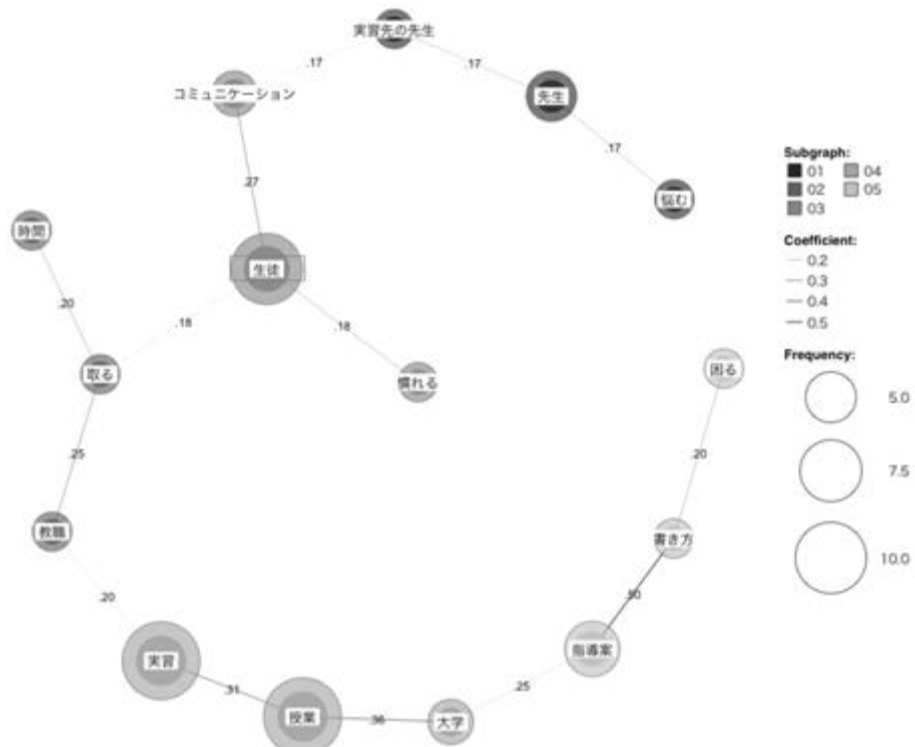 実習先の先生
.17
.17
コミュニケーション
先生
.17
.27
悩む
時間
生徒
.20
.18
.18
取る
慣れる
困る
.25
.20
教職
書き方
.20
.50
指導案
実習
.31
授業
.36
大学
.25
Subgraph:
01 04
02 05
03
Coefficient:
0.2
0.3
0.4
0.5
Frequency:
5.0
7.5
10.0